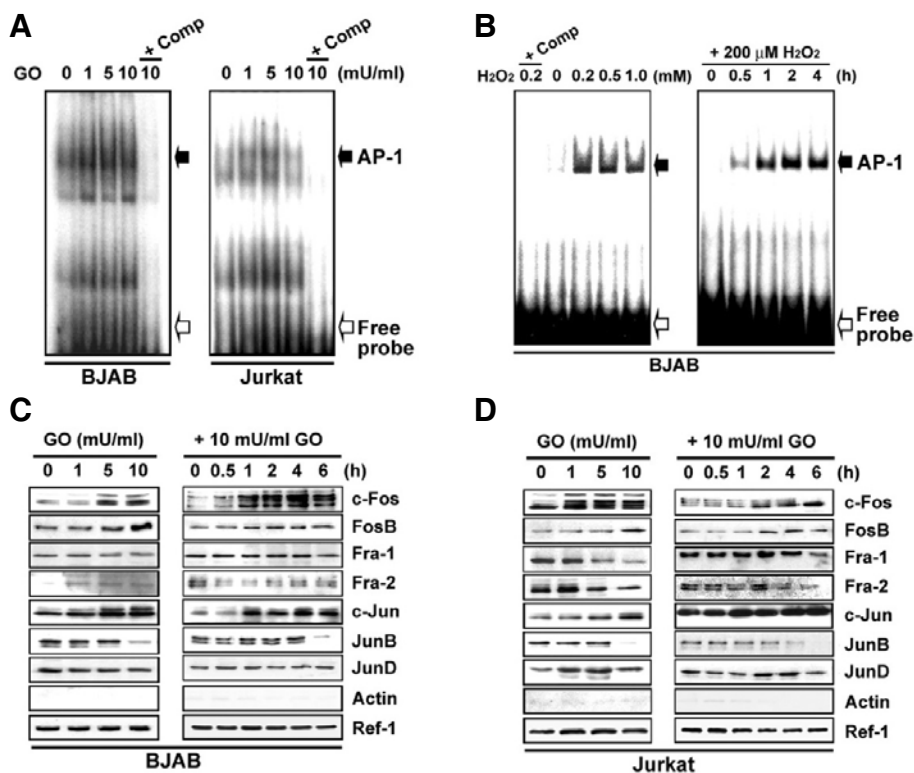 A
+ Comp
+ Comp
GO 0 1 5 10 10 0 1 5 10 10 (mU/ml)
AP-1
Free probe
BJAB Jurkat
B
+ Comp
+ 200 μM H2O2
H2O2 0.2 0 0.2 0.5 1.0 (mM) 0 0.5 1 2 4 (h)
AP-1
Free probe
BJAB
C
GO (mU/ml) + 10 mU/ml GO
0 1 5 10 0 0.5 1 2 4 6 (h)
c-Fos
FosB
Fra-1
Fra-2
c-Jun
JunB
JunD
Actin
Ref-1
BJAB
D
GO (mU/ml) + 10 mU/ml GO
0 1 5 10 0 0.5 1 2 4 6 (h)
c-Fos
FosB
Fra-1
Fra-2
c-Jun
JunB
JunD
Actin
Ref-1
Jurkat